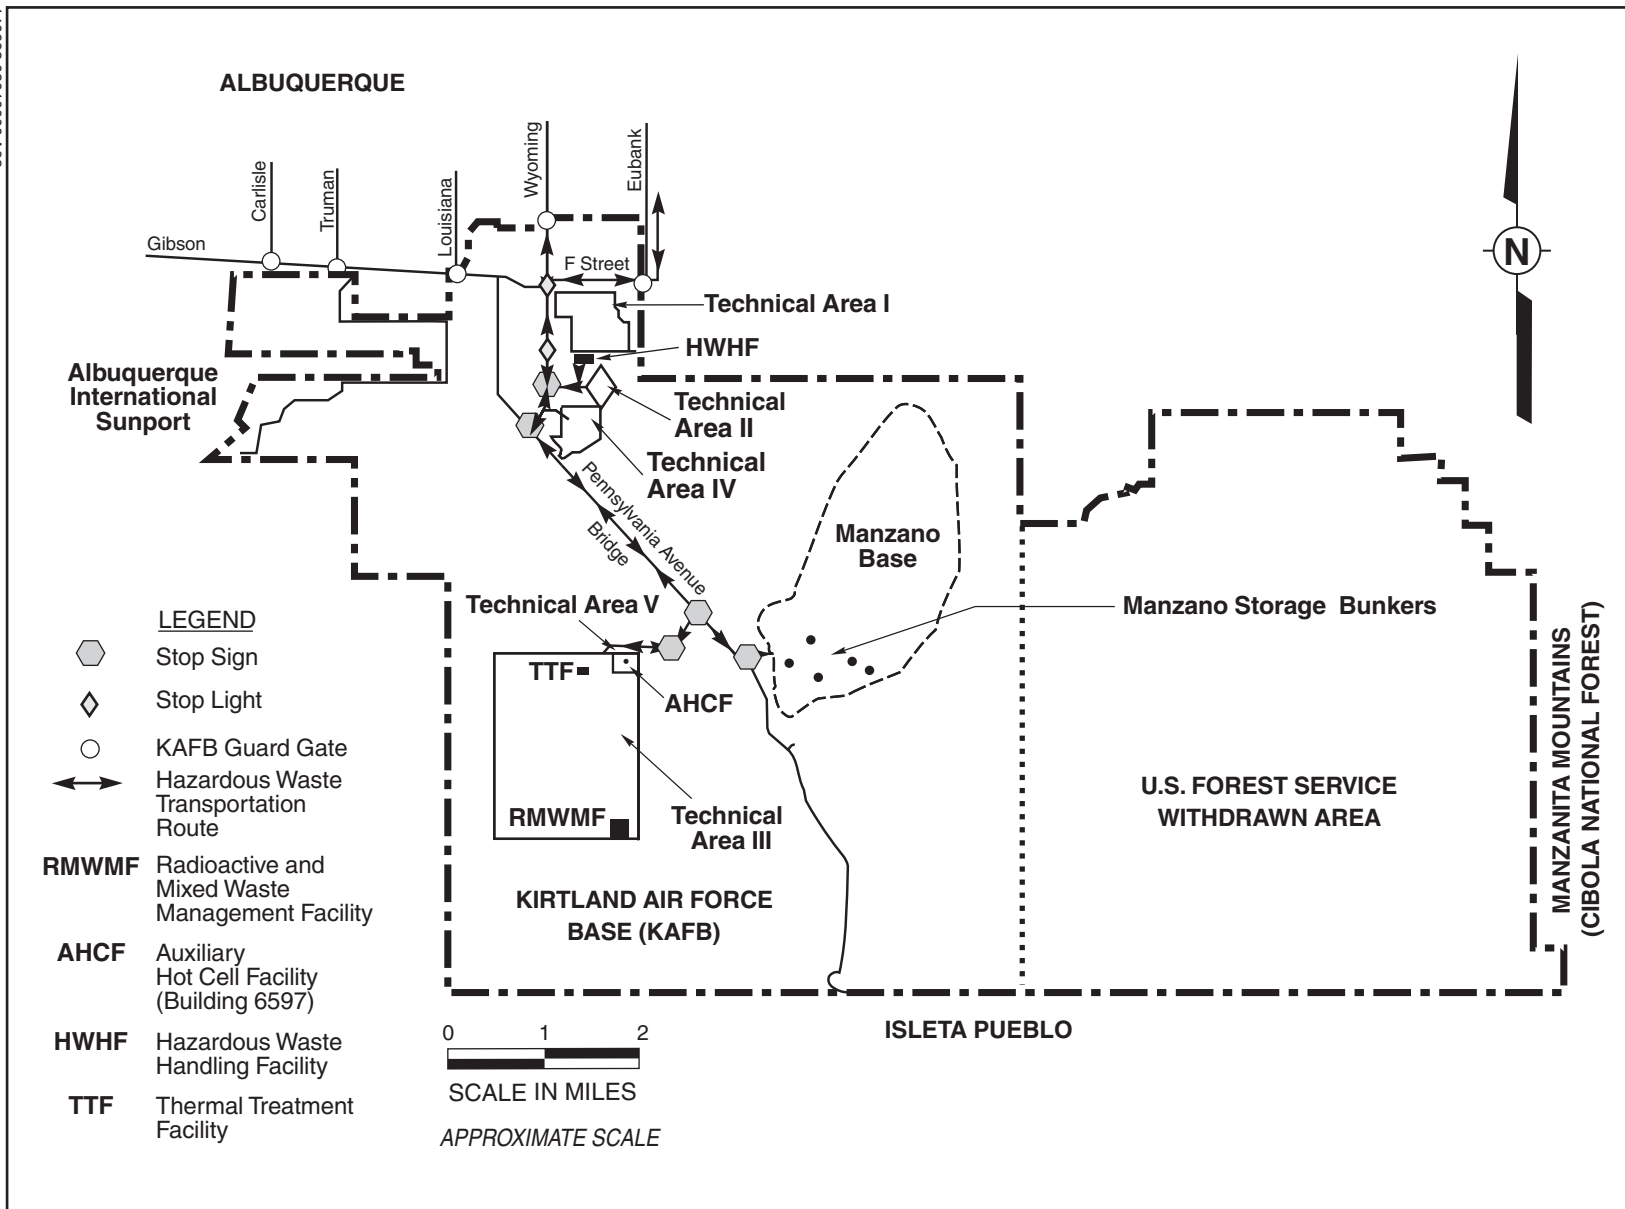 ALBUQUERQUE
Carlisle
Truman
Louisiana
Wyoming
Eubank
Gibson
F Street
N
Technical Area I
HWHF
Albuquerque
International
Sunport
Technical
Area II
Technical
Area IV
Pennsylvania Avenue
Bridge
Manzano
Base
Technical Area V
Manzano Storage Bunkers
TTF
AHCF
RMWMF
Technical
Area III
U.S. FOREST SERVICE
WITHDRAWN AREA
MANZANITA MOUNTAINS
(CIBOLA NATIONAL FOREST)
KIRTLAND AIR FORCE
BASE (KAFB)
ISLETA PUEBLO
LEGEND
Stop Sign
Stop Light
KAFB Guard Gate
Hazardous Waste
Transportation
Route
RMWMF Radioactive and
Mixed Waste
Management Facility
AHCF Auxiliary
Hot Cell Facility
(Building 6597)
HWHF Hazardous Waste
Handling Facility
TTF Thermal Treatment
Facility
0 1 2
SCALE IN MILES
APPROXIMATE SCALE